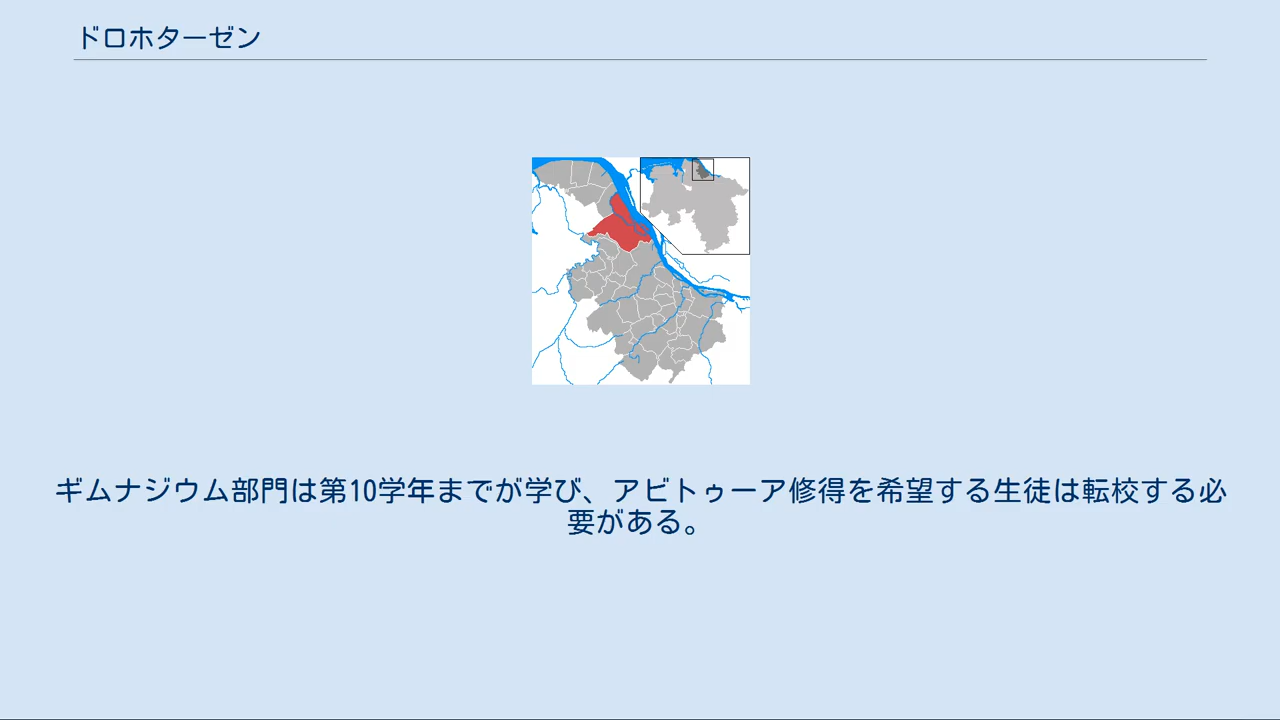 ドロホターゼン
ギムナジウム部門は第10学年までが学び、アビトゥーア修得を希望する生徒は転校する必
要がある。